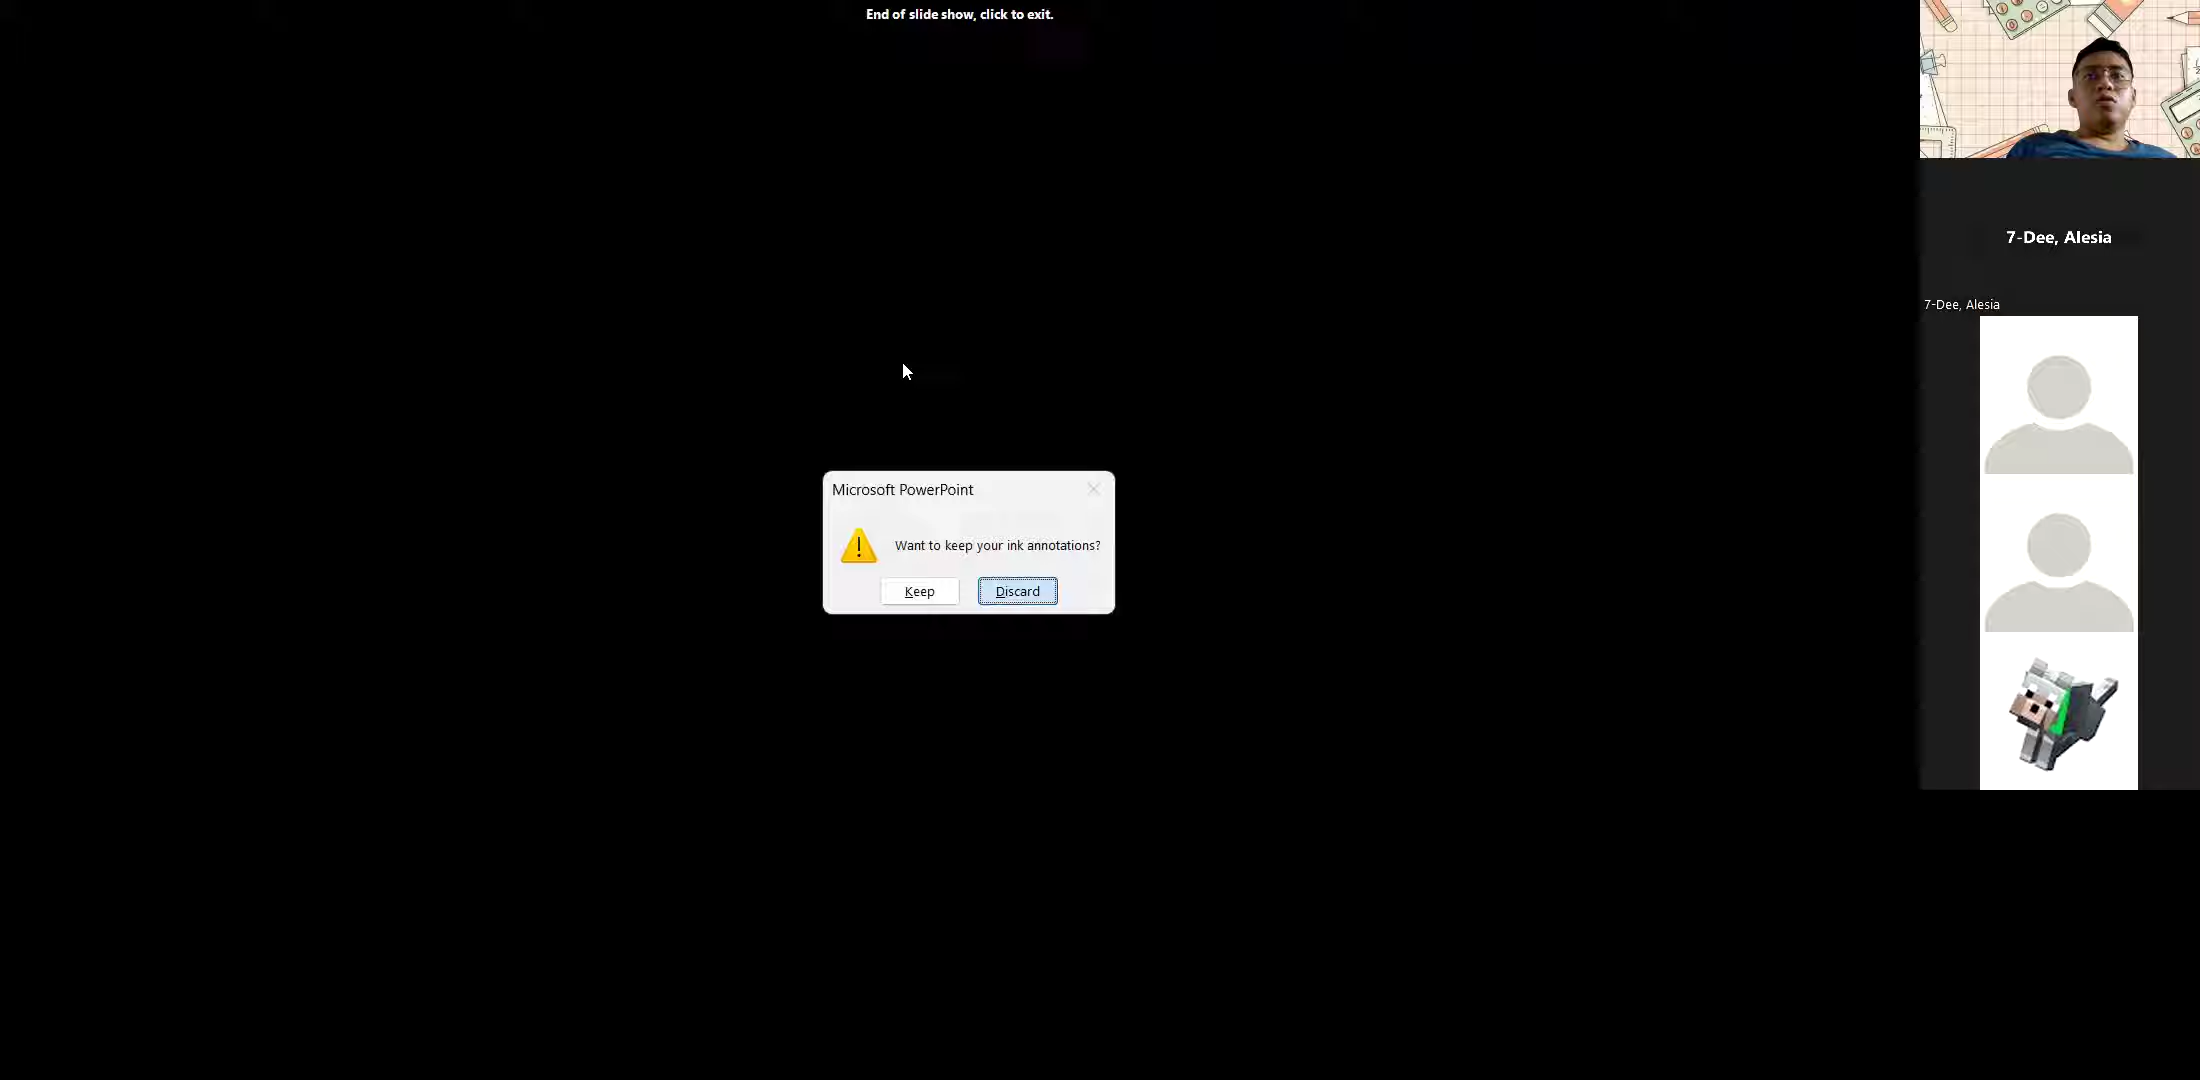 End of slide show, click to exit.
7-Dee, Alesia
7-Dee, Alesia
Microsoft PowerPoint
Want to keep your ink annotations?
Keep
Discard